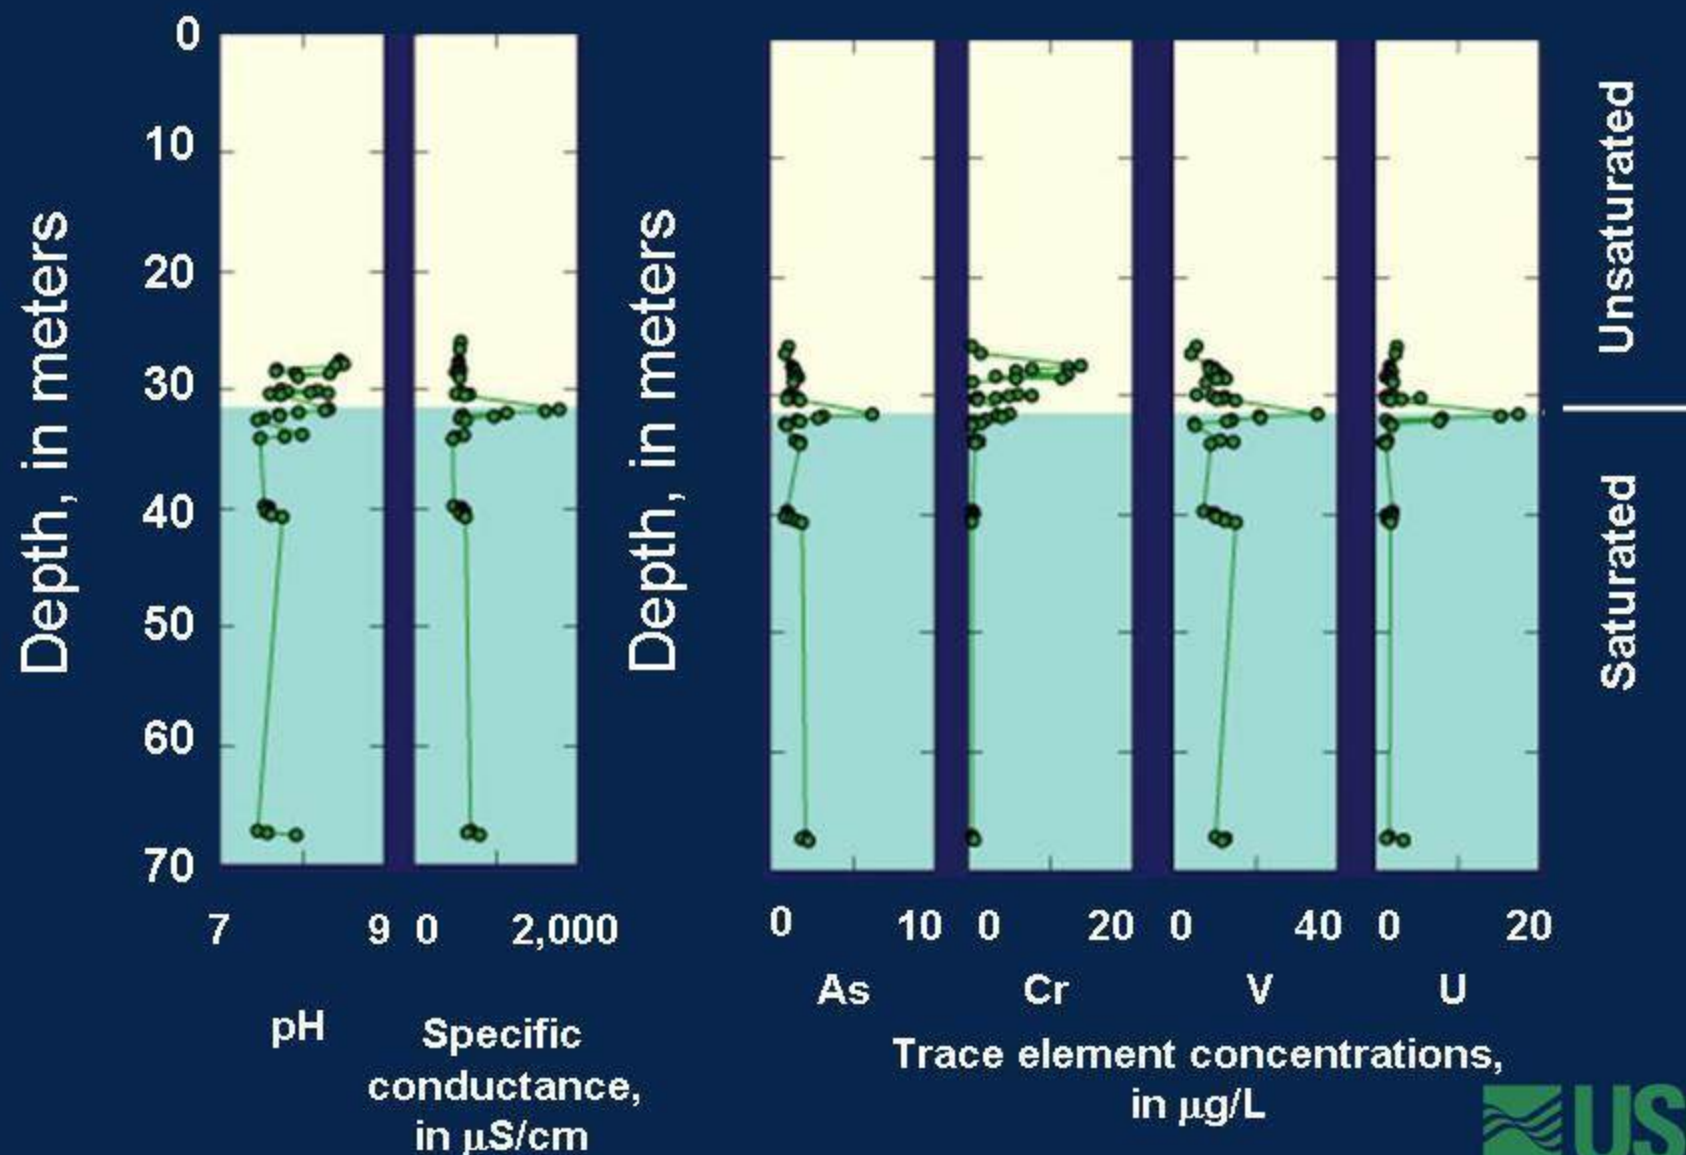 0
10
20
30
40
50
60
70
Depth, in meters
7 9
pH
0 2,000
Specific
conductance,
in µS/cm
Depth, in meters
0 10
As
0 20
Cr
0 40
V
0 20
U
Trace element concentrations,
in µg/L
Unsaturated
Saturated
US